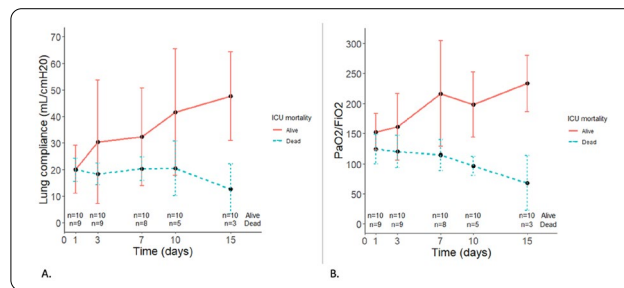 70
60
50
40
30
20
10
0
Lung compliance (mL/cmH20)
ICU mortality
Alive
Dead
n=10 n=10 n=10 n=10 n=10 Alive
n=9 n=9 n=8 n=5 n=3 Dead
0 1 3 7 10 15
Time (days)
A.
300
250
200
150
100
50
0
PaO2/FiO2
ICU mortality
Alive
Dead
n=10 n=10 n=10 n=10 n=10 Alive
n=9 n=9 n=8 n=5 n=3 Dead
0 1 3 7 10 15
Time (days)
B.